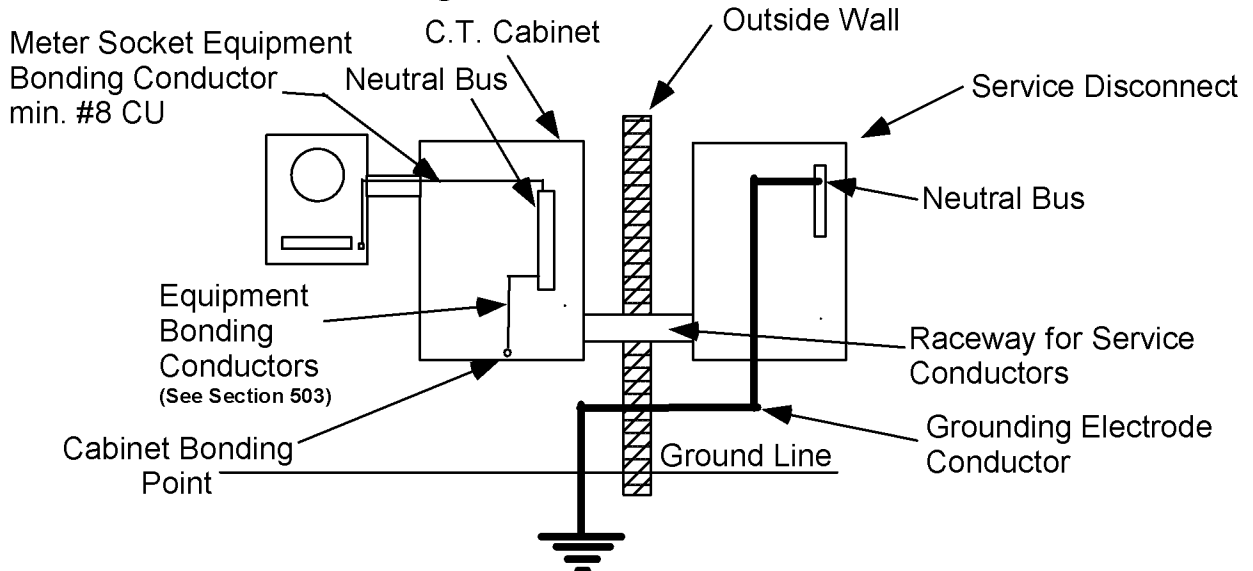 Outside Wall
C.T. Cabinet
Meter Socket Equipment
Bonding Conductor
min. #8 CU
Neutral Bus
Service Disconnect
Neutral Bus
Equipment
Bonding
Conductors
(See Section 503)
Raceway for Service
Conductors
Cabinet Bonding
Point
Ground Line
Grounding Electrode
Conductor